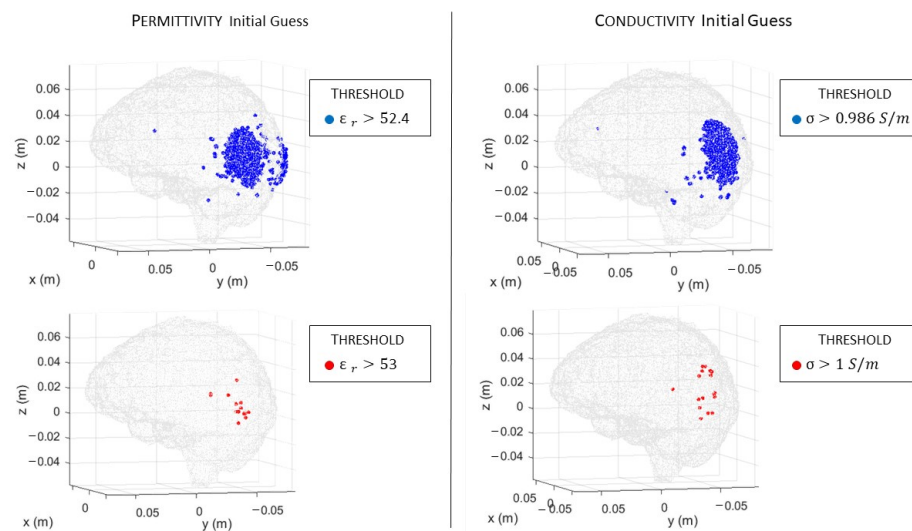 PERMITTIVITY Initial Guess
CONDUCTIVITY Initial Guess
0.06
0.04
0.02
0
−0.02
−0.04
z (m)
0
0.05
0
−0.05
x (m)
y (m)
THRESHOLD
ε r > 52.4
0.06
0.04
0.02
0
−0.02
−0.04
z (m)
0.05
0
0.05
0
−0.05
x (m)
y (m)
THRESHOLD
σ > 0.986 S/m
0.06
0.04
0.02
0
−0.02
−0.04
z (m)
0
0.05
0
−0.05
x (m)
y (m)
THRESHOLD
ε r > 53
0.06
0.04
0.02
0
−0.02
−0.04
z (m)
0.05
0
0.05
0
−0.05
x (m)
y (m)
THRESHOLD
σ > 1 S/m